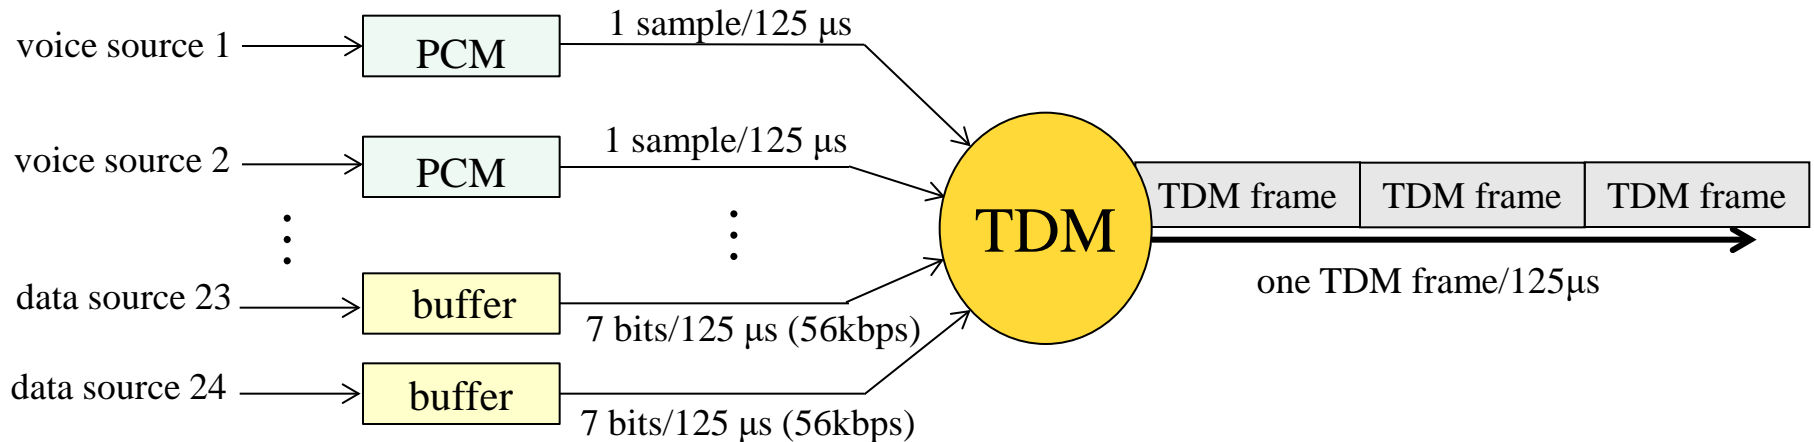 voice source 1
PCM
1 sample/125 μs
voice source 2
PCM
1 sample/125 μs
data source 23
buffer
7 bits/125 μs (56kbps)
data source 24
buffer
7 bits/125 μs (56kbps)
TDM
TDM frame
TDM frame
TDM frame
one TDM frame/125μs